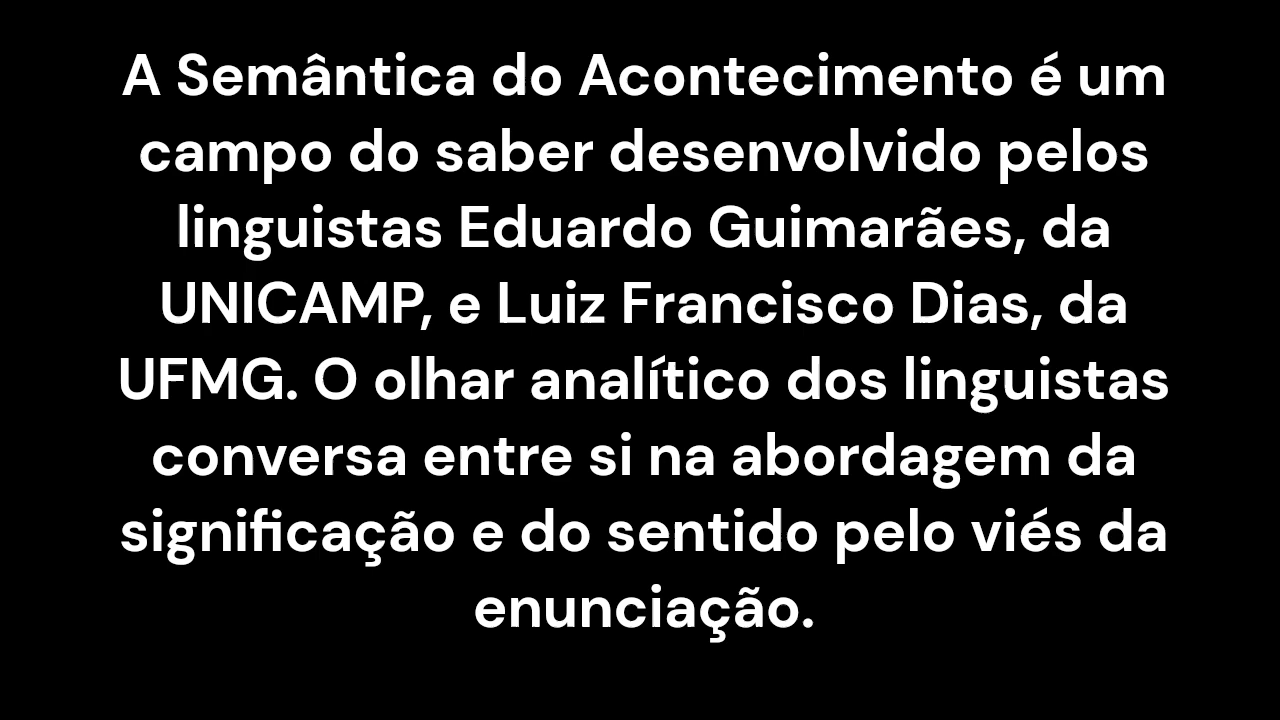 A Semântica do Acontecimento é um
campo do saber desenvolvido pelos
linguistas Eduardo Guimarães, da
UNICAMP, e Luiz Francisco Dias, da
UFMG. O olhar analítico dos linguistas
conversa entre si na abordagem da
significação e do sentido pelo viés da
enunciação.